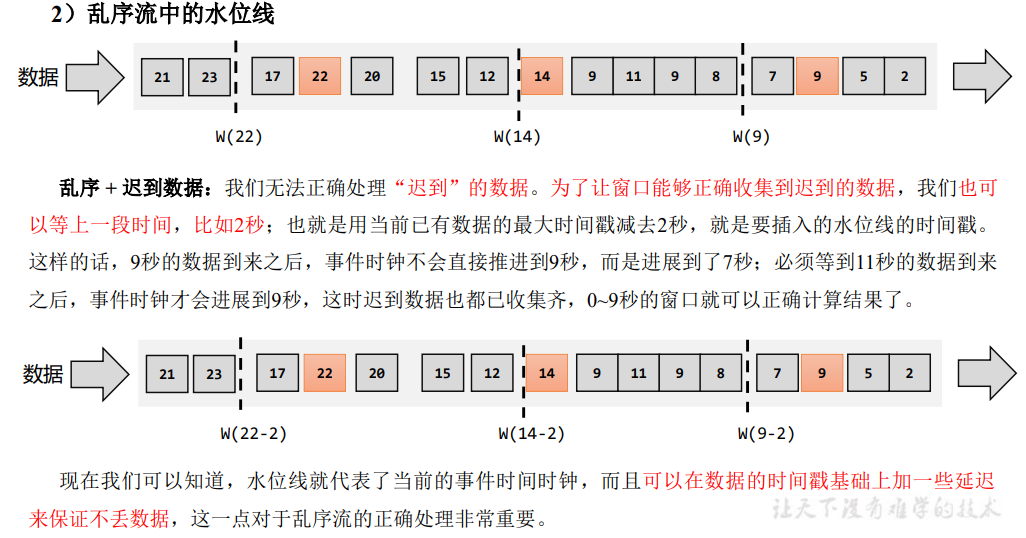 2）乱序流中的水位线
数据 21 23 17 22 20 15 12 14 9 11 9 8 7 9 5 2
W(22) W(14) W(9)
乱序 + 迟到数据：我们无法正确处理“迟到”的数据。为了让窗口能够正确收集到迟到的数据，我们也可
以等上一段时间，比如2秒；也就是用当前已有数据的最大时间戳减去2秒，就是要插入的水位线的时间戳。
这样的话，9秒的数据到来之后，事件时钟不会直接推进到9秒，而是进展到了7秒；必须等到11秒的数据到来
之后，事件时钟才会进展到9秒，这时迟到数据也都已收集齐，0~9秒的窗口就可以正确计算结果了。
数据 21 23 17 22 20 15 12 14 9 11 9 8 7 9 5 2
W(22-2) W(14-2) W(9-2)
现在我们可以知道，水位线就代表了当前的事件时间时钟，而且可以在数据的时间戳基础上加一些延迟
来保证不丢数据，这一点对于乱序流的正确处理非常重要。
让天下没有难学的技术